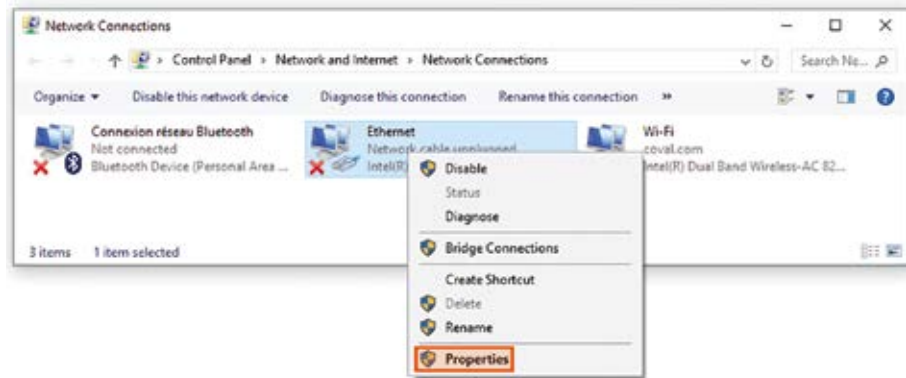 Network Connections
Control Panel > Network and Internet > Network Connections
Search Ne...
Organize Disable this network device Diagnose this connection Rename this connection »
Connexion réseau Bluetooth
Not connected
Bluetooth Device (Personal Area ...
Ethernet
Network cable unplugged
Intel(R)
Wi-Fi
coval.com
Intel(R) Dual Band Wireless-AC 82...
Disable
Status
Diagnose
Bridge Connections
Create Shortcut
Delete
Rename
Properties
3 items 1 item selected